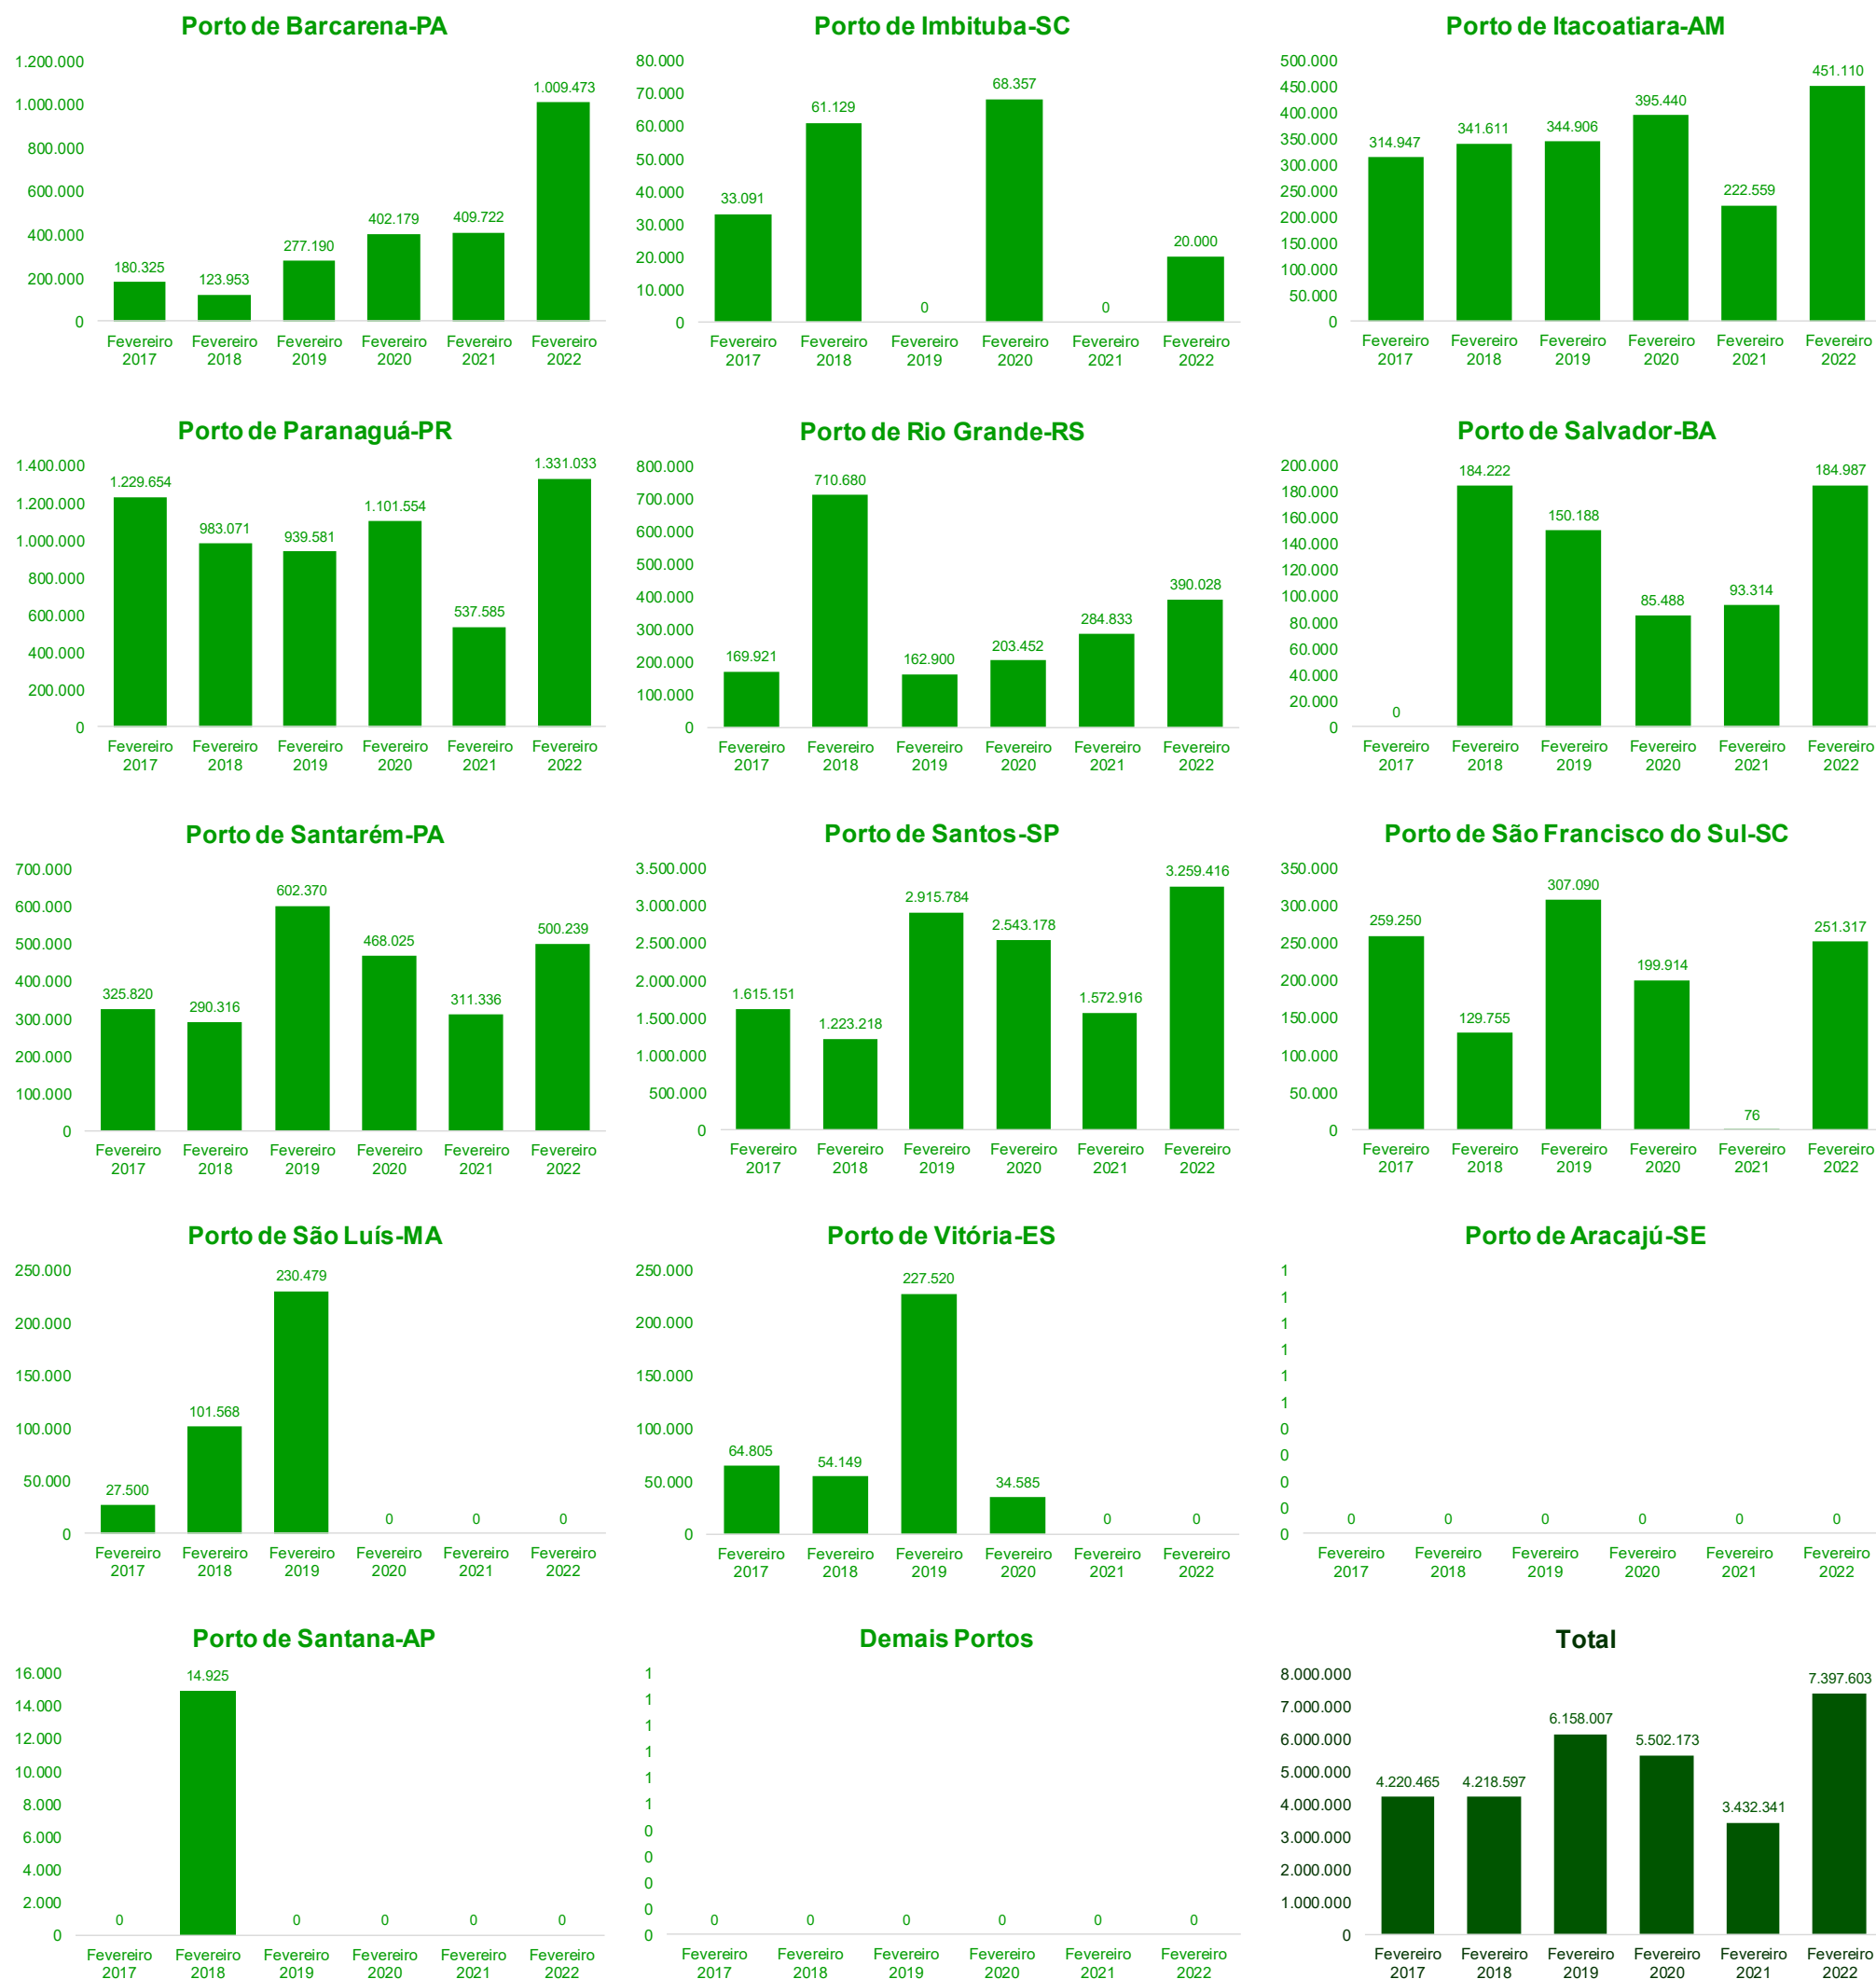 Porto de Barcarena-PA
1.200.000
1.000.000
800.000
600.000
400.000
200.000
0
180.325
123.953
277.190
402.179
409.722
1.009.473
Fevereiro 2017
Fevereiro 2018
Fevereiro 2019
Fevereiro 2020
Fevereiro 2021
Fevereiro 2022
Porto de Imbituba-SC
80.000
70.000
60.000
50.000
40.000
30.000
20.000
10.000
0
33.091
61.129
0
68.357
0
20.000
Fevereiro 2017
Fevereiro 2018
Fevereiro 2019
Fevereiro 2020
Fevereiro 2021
Fevereiro 2022
Porto de Itacoatiara-AM
500.000
450.000
400.000
350.000
300.000
250.000
200.000
150.000
100.000
50.000
0
314.947
341.611
344.906
395.440
222.559
451.110
Fevereiro 2017
Fevereiro 2018
Fevereiro 2019
Fevereiro 2020
Fevereiro 2021
Fevereiro 2022
Porto de Paranaguá-PR
1.400.000
1.200.000
1.000.000
800.000
600.000
400.000
200.000
0
1.229.654
983.071
939.581
1.101.554
537.585
1.331.033
Fevereiro 2017
Fevereiro 2018
Fevereiro 2019
Fevereiro 2020
Fevereiro 2021
Fevereiro 2022
Porto de Rio Grande-RS
800.000
700.000
600.000
500.000
400.000
300.000
200.000
100.000
0
169.921
710.680
162.900
203.452
284.833
390.028
Fevereiro 2017
Fevereiro 2018
Fevereiro 2019
Fevereiro 2020
Fevereiro 2021
Fevereiro 2022
Porto de Salvador-BA
200.000
180.000
160.000
140.000
120.000
100.000
80.000
60.000
40.000
20.000
0
0
184.222
150.188
85.488
93.314
184.987
Fevereiro 2017
Fevereiro 2018
Fevereiro 2019
Fevereiro 2020
Fevereiro 2021
Fevereiro 2022
Porto de Santarém-PA
700.000
600.000
500.000
400.000
300.000
200.000
100.000
0
325.820
290.316
602.370
468.025
311.336
500.239
Fevereiro 2017
Fevereiro 2018
Fevereiro 2019
Fevereiro 2020
Fevereiro 2021
Fevereiro 2022
Porto de Santos-SP
3.500.000
3.000.000
2.500.000
2.000.000
1.500.000
1.000.000
500.000
0
1.615.151
1.223.218
2.915.784
2.543.178
1.572.916
3.259.416
Fevereiro 2017
Fevereiro 2018
Fevereiro 2019
Fevereiro 2020
Fevereiro 2021
Fevereiro 2022
Porto de São Francisco do Sul-SC
350.000
300.000
250.000
200.000
150.000
100.000
50.000
0
259.250
129.755
307.090
199.914
76
251.317
Fevereiro 2017
Fevereiro 2018
Fevereiro 2019
Fevereiro 2020
Fevereiro 2021
Fevereiro 2022
Porto de São Luís-MA
250.000
200.000
150.000
100.000
50.000
0
27.500
101.568
230.479
0
0
0
Fevereiro 2017
Fevereiro 2018
Fevereiro 2019
Fevereiro 2020
Fevereiro 2021
Fevereiro 2022
Porto de Vitória-ES
250.000
200.000
150.000
100.000
50.000
0
64.805
54.149
227.520
34.585
0
0
Fevereiro 2017
Fevereiro 2018
Fevereiro 2019
Fevereiro 2020
Fevereiro 2021
Fevereiro 2022
Porto de Aracajú-SE
1
1
1
1
1
1
0
0
0
0
0
0
0
0
0
0
0
Fevereiro 2017
Fevereiro 2018
Fevereiro 2019
Fevereiro 2020
Fevereiro 2021
Fevereiro 2022
Porto de Santana-AP
16.000
14.000
12.000
10.000
8.000
6.000
4.000
2.000
0
0
14.925
0
0
0
0
Fevereiro 2017
Fevereiro 2018
Fevereiro 2019
Fevereiro 2020
Fevereiro 2021
Fevereiro 2022
Demais Portos
1
1
1
1
1
1
0
0
0
0
0
0
0
0
0
0
0
Fevereiro 2017
Fevereiro 2018
Fevereiro 2019
Fevereiro 2020
Fevereiro 2021
Fevereiro 2022
Total
8.000.000
7.000.000
6.000.000
5.000.000
4.000.000
3.000.000
2.000.000
1.000.000
0
4.220.465
4.218.597
6.158.007
5.502.173
3.432.341
7.397.603
Fevereiro 2017
Fevereiro 2018
Fevereiro 2019
Fevereiro 2020
Fevereiro 2021
Fevereiro 2022